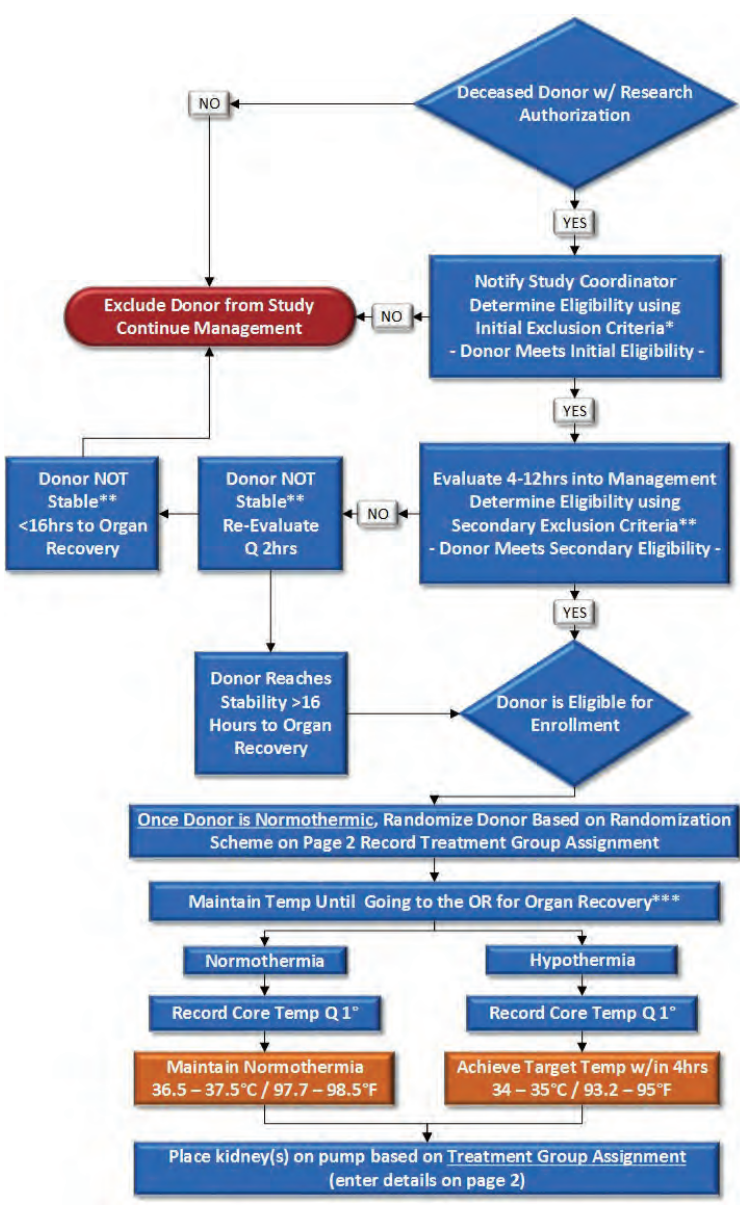 Deceased Donor w/ Research
Authorization
NO
YES
Notify Study Coordinator
Determine Eligibility using
Initial Exclusion Criteria*
- Donor Meets Initial Eligibility -
NO
Exclude Donor from Study
Continue Management
YES
Evaluate 4-12hrs into Management
Determine Eligibility using
Secondary Exclusion Criteria**
- Donor Meets Secondary Eligibility -
NO
Donor NOT
Stable**
Re-Evaluate
Q 2hrs
Donor NOT
Stable**
<16hrs to Organ
Recovery
YES
Donor Reaches
Stability >16
Hours to Organ
Recovery
Donor is Eligible for
Enrollment
Once Donor is Normothermic, Randomize Donor Based on Randomization
Scheme on Page 2 Record Treatment Group Assignment
Maintain Temp Until Going to the OR for Organ Recovery***
Normothermia
Hypothermia
Record Core Temp Q 1°
Record Core Temp Q 1°
Maintain Normothermia
36.5 – 37.5°C / 97.7 – 98.5°F
Achieve Target Temp w/in 4hrs
34 – 35°C / 93.2 – 95°F
Place kidney(s) on pump based on Treatment Group Assignment
(enter details on page 2)